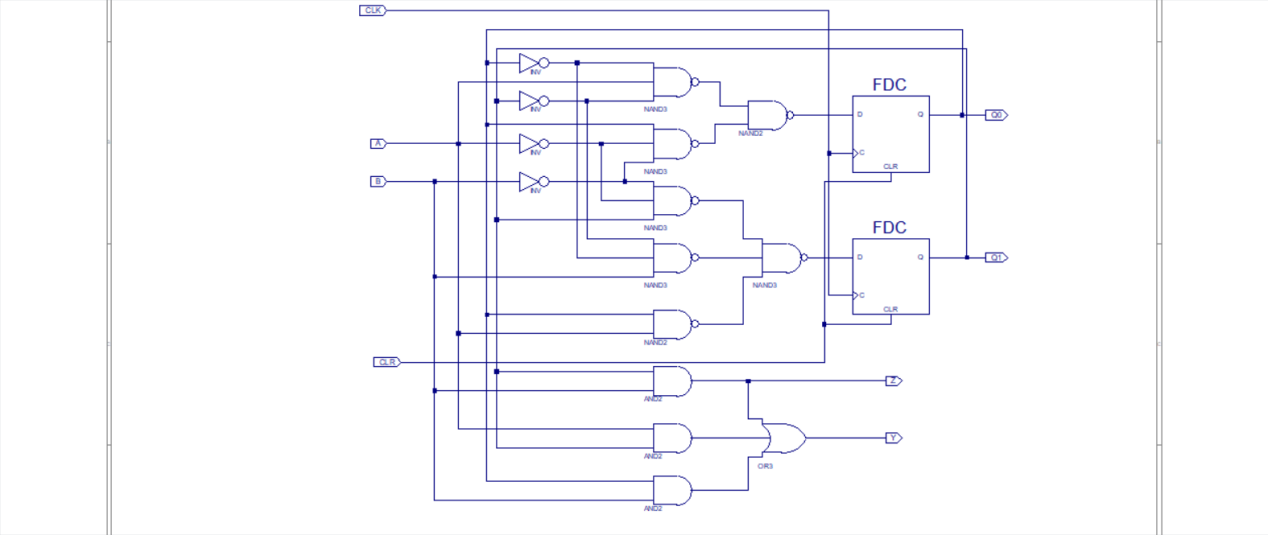 CLK
INV
FDC
NAND3
INV
D
Q
Q0
NAND2
A
INV
C
NAND3
CLR
B
INV
FDC
NAND3
D
Q
Q1
NAND3
NAND3
C
CLR
NAND2
CLR
Z
AND2
Y
AND2
OR3
AND2